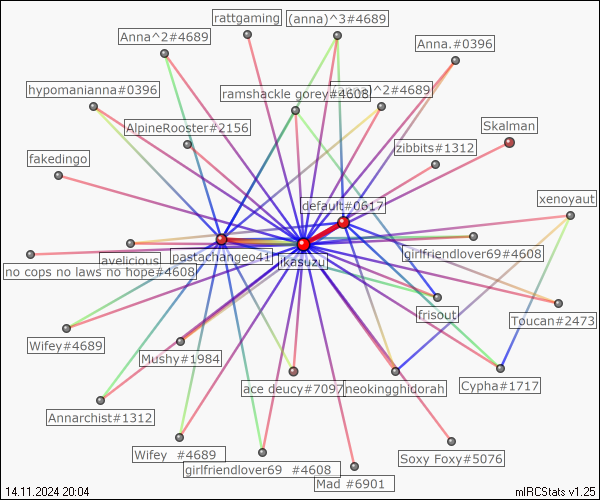 rattgaming
(anna)^3#4689
Anna^2#4689
Anna.#0396
hypomanianna#0396
ramshackle gorey#4608
^2#4689
Skalman
AlpineRooster#2156
zibbits#1312
fakedingo
xenoyaut
default#0617
avelicious
pastachangeo41
jkasuzu
girlfriendlover69#4608
no cops no laws no hope#4608
frisout
Toucan#2473
Wifey#4689
Mushy#1984
ace deucy#7097
neokingghidorah
Cypha#1717
Annarchist#1312
Wifey  #4689
Soxy Foxy#5076
girlfriendlover69  #4608
Mad #6901
14.11.2024 20:04
mIRCStats v1.25